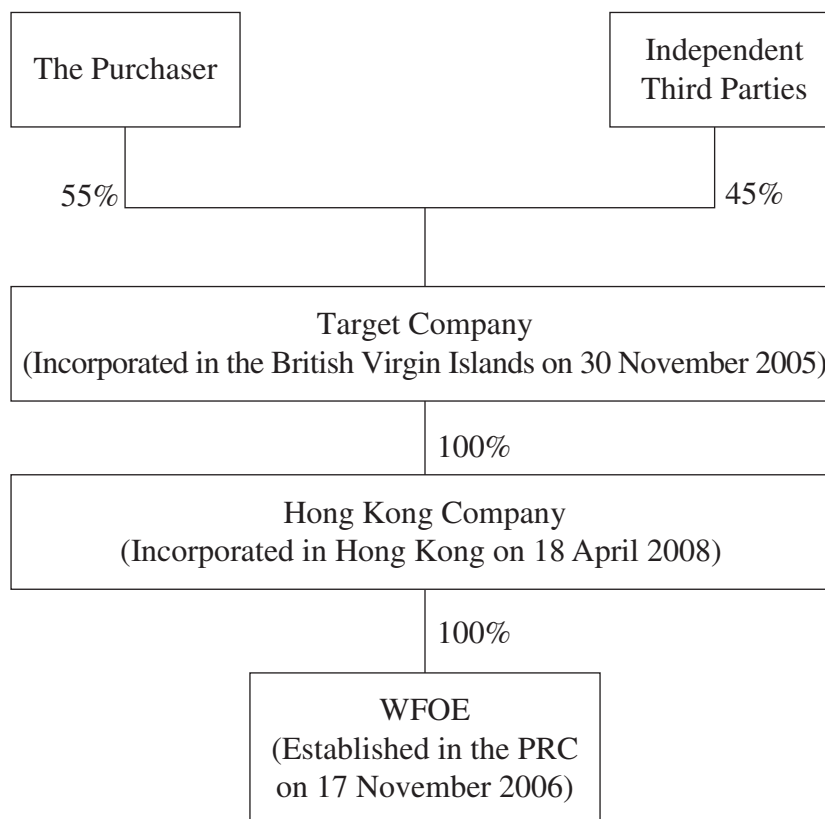 The Purchaser
Independent
Third Parties
55%
45%
Target Company
(Incorporated in the British Virgin Islands on 30 November 2005)
100%
Hong Kong Company
(Incorporated in Hong Kong on 18 April 2008)
100%
WFOE
(Established in the PRC
on 17 November 2006)